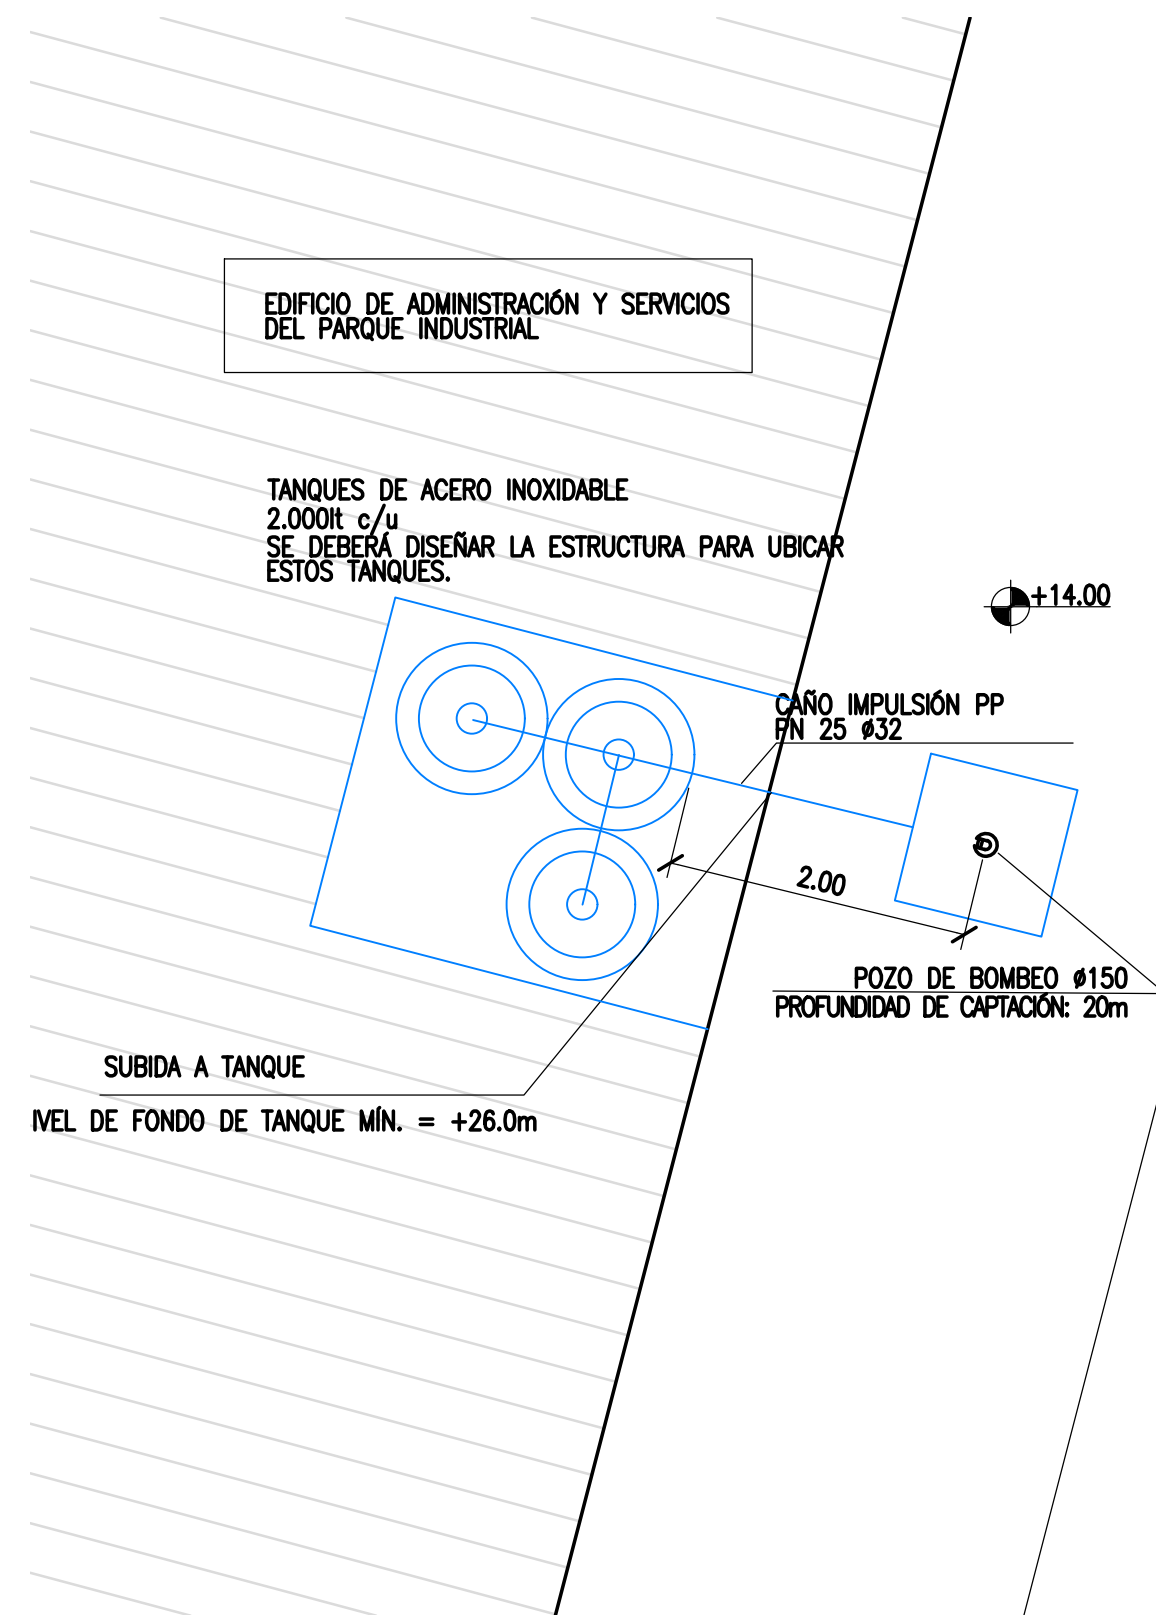 EDIFICIO DE ADMINISTRACIÓN Y SERVICIOS
DEL PARQUE INDUSTRIAL
TANQUES DE ACERO INOXIDABLE
2.000lt c/u
SE DEBERÁ DISEÑAR LA ESTRUCTURA PARA UBICAR
ESTOS TANQUES.
+14.00
CAÑO IMPULSIÓN PP
PN 25 ø32
2.00
POZO DE BOMBEO ø150
PROFUNDIDAD DE CAPTACIÓN: 20m
SUBIDA A TANQUE
IVEL DE FONDO DE TANQUE MÍN. = +26.0m